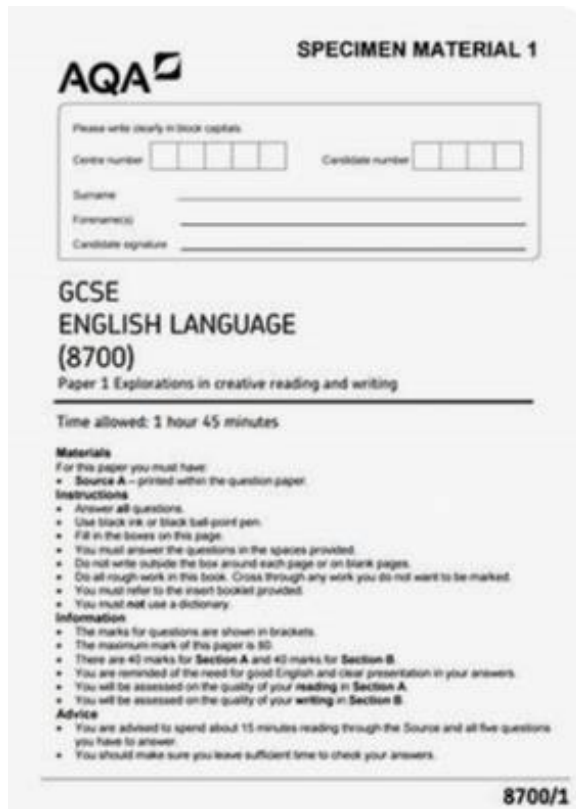 SPECIMEN MATERIAL 1
AQA
Please write clearly in block capitals
Centre number
Candidate number
Surname
Forename(s)
Candidate signature
GCSE
ENGLISH LANGUAGE
(8700)
Paper 1 Explorations in creative reading and writing
Time allowed: 1 hour 45 minutes
Materials
For this paper you must have:
• Source A – printed within the question paper.
Instructions
• Answer all questions.
• Use black ink or black ball-point pen.
• Fill in the boxes on this page.
• You must answer the questions in the spaces provided.
• Do not write outside the box around each page or on blank pages.
• Do all rough work in this book. Cross through any work you do not want to be marked.
• You must refer to the insert booklet provided.
• You must not use a dictionary.
Information
• The marks for questions are shown in brackets.
• The maximum mark of this paper is 80.
• There are 40 marks for Section A and 40 marks for Section B.
• You are reminded of the need for good English and clear presentation in your answers.
• You will be assessed on the quality of your reading in Section A.
• You will be assessed on the quality of your writing in Section B.
Advice
• You are advised to spend about 15 minutes reading through the Source and all five questions
you have to answer.
• You should make sure you leave sufficient time to check your answers.
8700/1